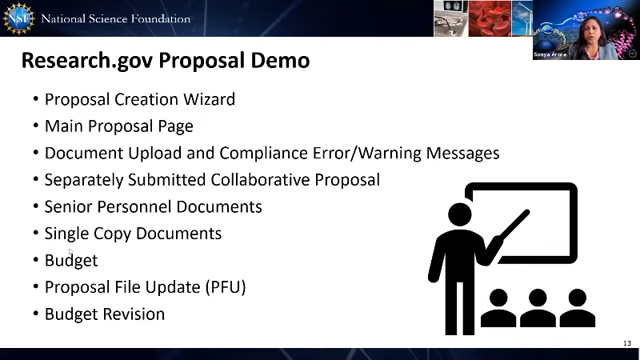 NSF
National Science Foundation
Sonya Arora
Research.gov Proposal Demo
• Proposal Creation Wizard
• Main Proposal Page
• Document Upload and Compliance Error/Warning Messages
• Separately Submitted Collaborative Proposal
• Senior Personnel Documents
• Single Copy Documents
• Budget
• Proposal File Update (PFU)
• Budget Revision
13